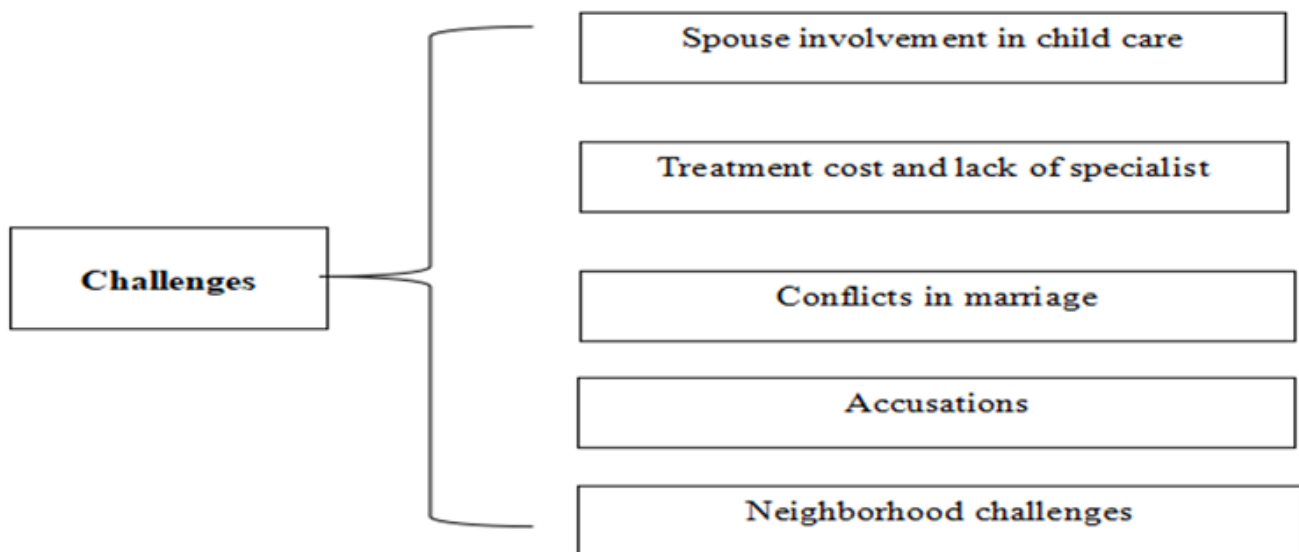 Spouse involvement in child care
Treatment cost and lack of specialist
Challenges
Conflicts in marriage
Accusations
Neighborhood challenges